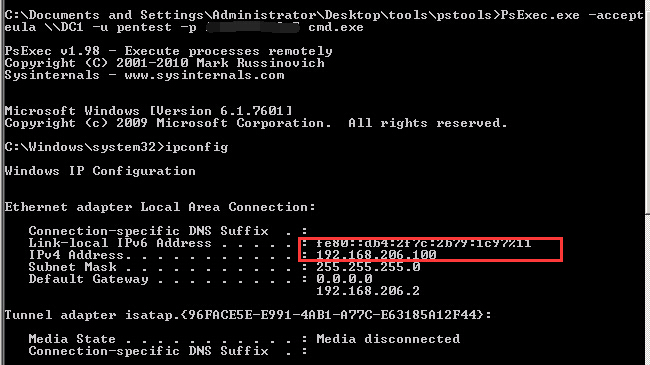 C:\Documents and Settings\Administrator\Desktop\tools\pstools>PsExec.exe -accept
eula \\DC1 -u pentest -p cmd.exe
PsExec v1.98 - Execute processes remotely
Copyright (C) 2001-2010 Mark Russinovich
Sysinternals - www.sysinternals.com
Microsoft Windows [Version 6.1.7601]
Copyright (c) 2009 Microsoft Corporation.  All rights reserved.
C:\Windows\system32>ipconfig
Windows IP Configuration
Ethernet adapter Local Area Connection:
Connection-specific DNS Suffix  . :
Link-local IPv6 Address . . . . . : fe80::db4:2f7c:2b79:1c97%11
IPv4 Address. . . . . . . . . . . : 192.168.206.100
Subnet Mask . . . . . . . . . . . : 255.255.255.0
Default Gateway . . . . . . . . . : 0.0.0.0
192.168.206.2
Tunnel adapter isatap.{96FACE5E-E991-4AB1-A77C-E63185A12F44}:
Media State . . . . . . . . . . . : Media disconnected
Connection-specific DNS Suffix  . :